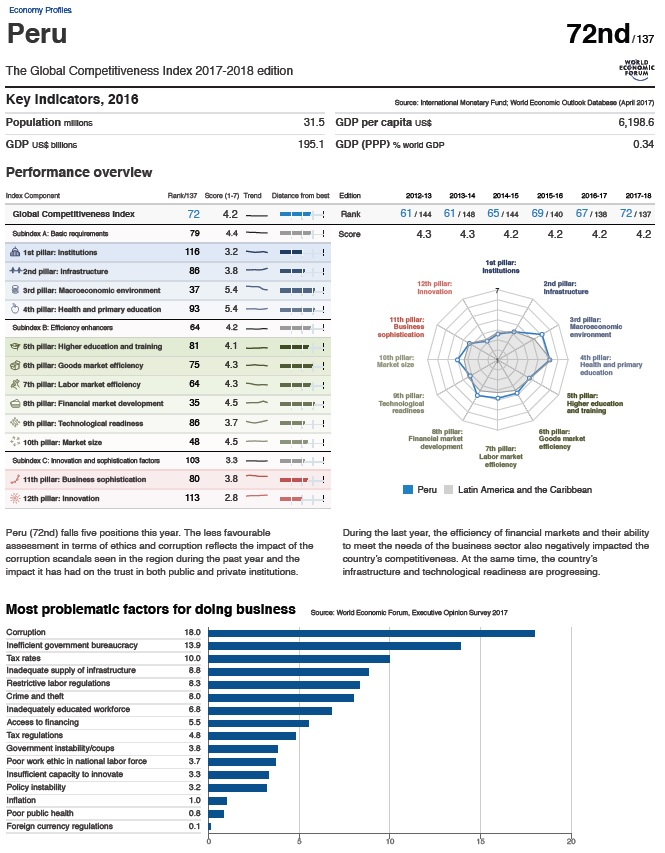 Economy Profiles
Peru
72nd / 137
The Global Competitiveness Index 2017-2018 edition
WORLD
ECONOMIC
FORUM
Key Indicators, 2016
Source: International Monetary Fund; World Economic Outlook Database (April 2017)
Population millions 31.5
GDP per capita US$ 6,198.6
GDP US$ billions 195.1
GDP (PPP) % world GDP 0.34
Performance overview
Index Component Rank/137 Score (1-7) Trend Distance from best
Edition 2012-13 2013-14 2014-15 2015-16 2016-17 2017-18
Global Competitiveness Index 72 4.2
Rank 61 / 144 61 / 148 65 / 144 69 / 140 67 / 138 72 / 137
Subindex A: Basic requirements 79 4.4
Score 4.3 4.3 4.2 4.2 4.2 4.2
1st pillar: Institutions 116 3.2
2nd pillar: Infrastructure 86 3.8
3rd pillar: Macroeconomic environment 37 5.4
4th pillar: Health and primary education 93 5.4
Subindex B: Efficiency enhancers 64 4.2
5th pillar: Higher education and training 81 4.1
6th pillar: Goods market efficiency 75 4.3
7th pillar: Labor market efficiency 64 4.3
8th pillar: Financial market development 35 4.5
9th pillar: Technological readiness 86 3.7
10th pillar: Market size 48 4.5
Subindex C: Innovation and sophistication factors 103 3.3
11th pillar: Business sophistication 80 3.8
12th pillar: Innovation 113 2.8
1st pillar:
Institutions
7
2nd pillar:
Infrastructure
3rd pillar:
Macroeconomic
environment
4th pillar:
Health and primary
education
5th pillar:
Higher education
and training
6th pillar:
Goods market
efficiency
7th pillar:
Labor market
efficiency
8th pillar:
Financial market
development
9th pillar:
Technological
readiness
10th pillar:
Market size
11th pillar:
Business
sophistication
12th pillar:
Innovation
Peru Latin America and the Caribbean
Peru (72nd) falls five positions this year. The less favourable
assessment in terms of ethics and corruption reflects the impact of the
corruption scandals seen in the region during the past year and the
impact it has had on the trust in both public and private institutions.
During the last year, the efficiency of financial markets and their ability
to meet the needs of the business sector also negatively impacted the
country's competitiveness. At the same time, the country's
infrastructure and technological readiness are progressing.
Most problematic factors for doing business
Source: World Economic Forum, Executive Opinion Survey 2017
Corruption 18.0
Inefficient government bureaucracy 13.9
Tax rates 10.0
Inadequate supply of infrastructure 8.8
Restrictive labor regulations 8.3
Crime and theft 8.0
Inadequately educated workforce 6.8
Access to financing 5.5
Tax regulations 4.8
Government instability/coups 3.8
Poor work ethic in national labor force 3.7
Insufficient capacity to innovate 3.3
Policy instability 3.2
Inflation 1.0
Poor public health 0.8
Foreign currency regulations 0.1
0 5 10 15 20